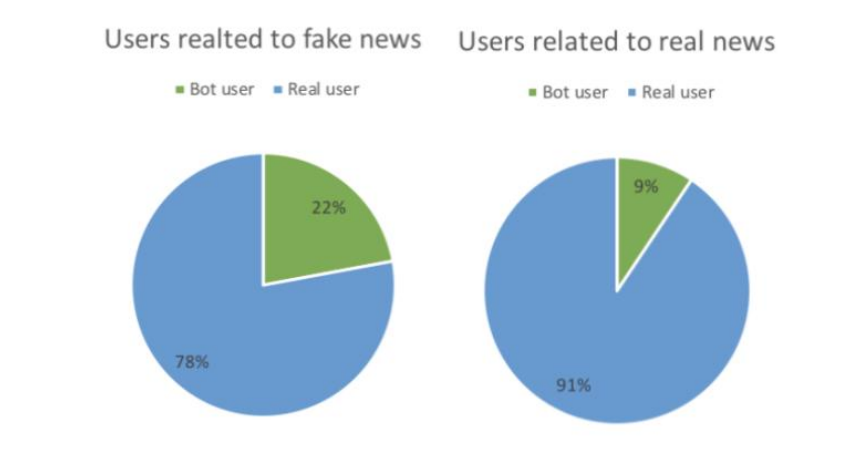 Users realted to fake news
Bot user Real user
22%
78%
Users related to real news
Bot user Real user
9%
91%